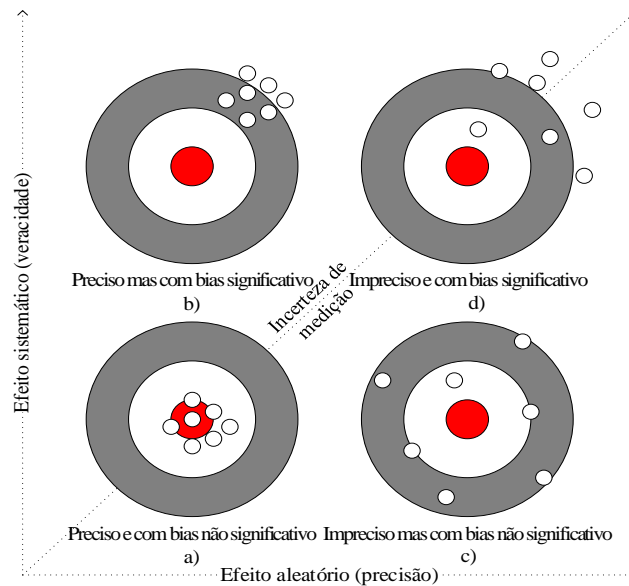 Efeito sistemático (veracidade)
Preciso mas com bias significativo
b)
Impreciso e com bias significativo
d)
Incerteza de
medição
Preciso e com bias não significativo
a)
Impreciso mas com bias não significativo
c)
Efeito aleatório (precisão)